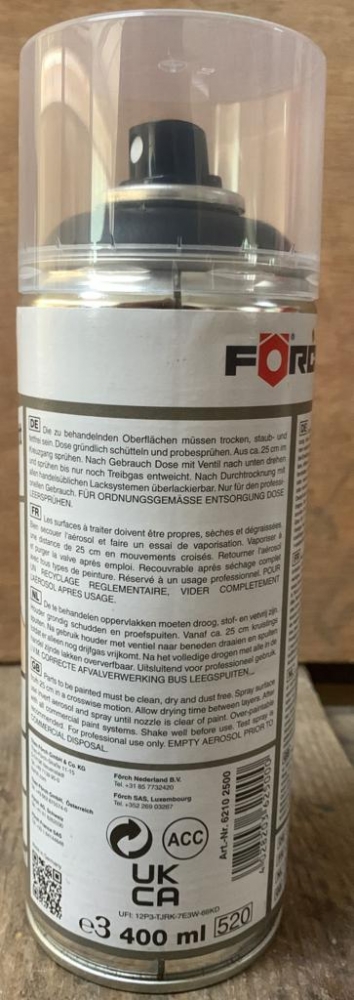 FÖRC
DE Die zu behandelnden Oberflächen müssen trocken, staub- und
fettfrei sein. Dose gründlich schütteln und probesprühen. Aus ca. 25 cm im
Kreuzgang sprühen. Nach Gebrauch Dose mit Ventil nach unten drehen
und sprühen bis nur noch Treibgas entweicht. Nach Durchtrocknung mit
allen handelsüblichen Lacksystemen überlackierbar. Nur für den professi-
onellen Gebrauch. FÜR ORDNUNGSGEMÄSSE ENTSORGUNG DOSE
LEERSPRÜHEN.
FR Les surfaces à traiter doivent être propres, sèches et dégraissées.
Bien secouer l'aérosol et faire un essai de vaporisation. Vaporiser à
une distance de 25 cm en mouvements croisés. Retourner l'aérosol
et purger la valve après emploi. Recouvrable après séchage complet
tous types de peinture. Réservé à un usage professionnel. POUR
UN RECYCLAGE REGLEMENTAIRE, VIDER COMPLETEMENT
L'AEROSOL APRES USAGE.
NL De te behandelen oppervlakken moeten droog, stof- en vetvrij zijn.
Houder grondig schudden en proefspuiten. Vanaf ca. 25 cm kruislings
spuiten. Na gebruik houder met ventiel naar beneden draaien en spuiten
alleen nog drijfgas vrijkomt. Na het volledige drogen met alle in de
zijnde lakken oververfbaar. Uitsluitend voor professioneel gebruik.
CORRECTE AFVALVERWERKING BUS LEEGSPUITEN
GB Parts to be painted must be clean, dry and dust free. Spray surface
25 cm in a crosswise motion. Allow drying time between layers. After
use invert aerosol and spray until nozzle is clear of paint. Over-paintable
all commercial paint systems. Shake well before use. Test spray is
recommended. For professional use only. EMPTY AEROSOL PRIOR TO
COMMERCIAL DISPOSAL.
GmbH & Co. KG
Förch Nederland B.V.
Tel. +31 85 7732420
Förch SAS, Luxembourg
Tel. +352 269 03267
Österreich
Art.-Nr. 6210 2500
ACC
UK
CA
UFI: 12P3-TJRK-7E3W-66KD
e3 400 ml 520